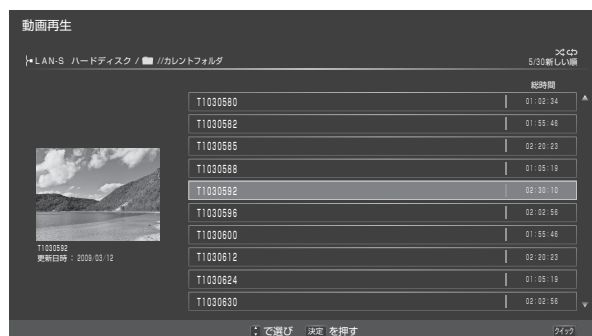 動画再生
LAN-S ハードディスク / //カレントフォルダ
5/30新しい順
総時間
T1030580 01:02:34
T1030582 01:55:46
T1030585 02:20:23
T1030588 01:05:19
T1030592 02:30:10
T1030596 02:02:56
T1030600 01:55:46
T1030612 02:20:23
T1030624 01:05:19
T1030630 02:02:56
T1030592
更新日時 : 2009/03/12
で選び 決定 を押す
クイック